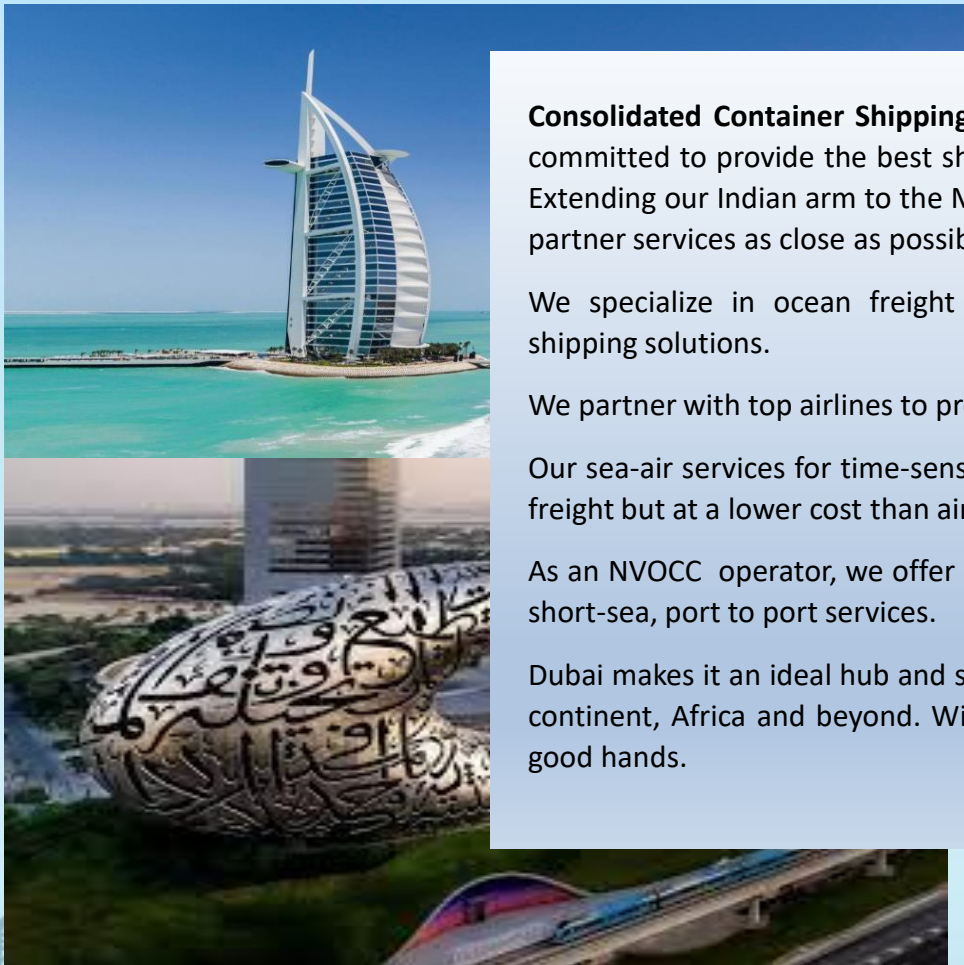 Consolidated Container Shipping
committed to provide the best sh
Extending our Indian arm to the M
partner services as close as possib
We specialize in ocean freight
shipping solutions.
We partner with top airlines to pr
Our sea-air services for time-sens
freight but at a lower cost than air
As an NVOCC operator, we offer
short-sea, port to port services.
Dubai makes it an ideal hub and s
continent, Africa and beyond. Wi
good hands.